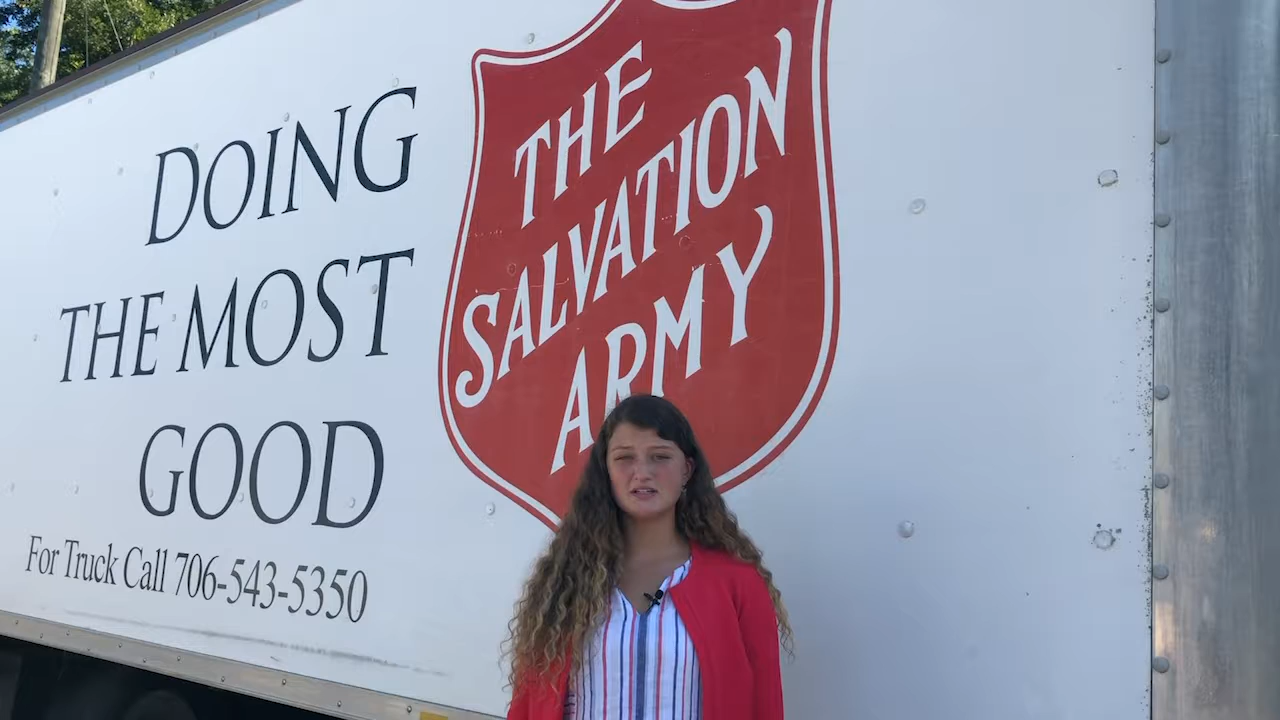 DOING
THE MOST
GOOD
For Truck Call 706-543-5350
THE
SALVATION
ARMY